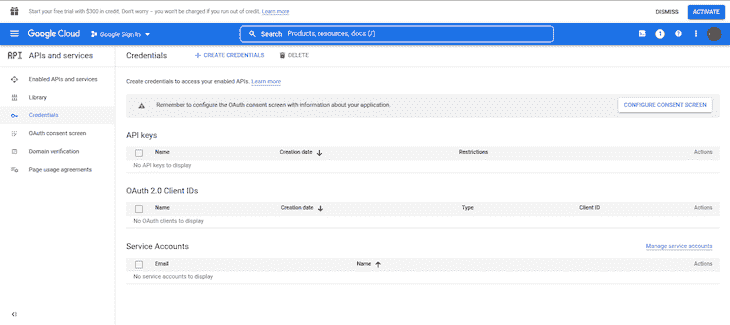 Start your free trial with $300 in credit. Don't worry – you won't be charged if you run out of credit. Learn more
DISMISS
ACTIVATE
Google Cloud
Google Sign In
Search Products, resources, docs (/)
1
API APIs and services
Credentials
+ CREATE CREDENTIALS
DELETE
Enabled APIs and services
Library
Credentials
OAuth consent screen
Domain verification
Page usage agreements
Create credentials to access your enabled APIs. Learn more
Remember to configure the OAuth consent screen with information about your application.
CONFIGURE CONSENT SCREEN
API keys
Name Creation date Restrictions Actions
No API keys to display
OAuth 2.0 Client IDs
Name Creation date Type Client ID Actions
No OAuth clients to display
Service Accounts
Manage service accounts
Email Name Actions
No service accounts to display